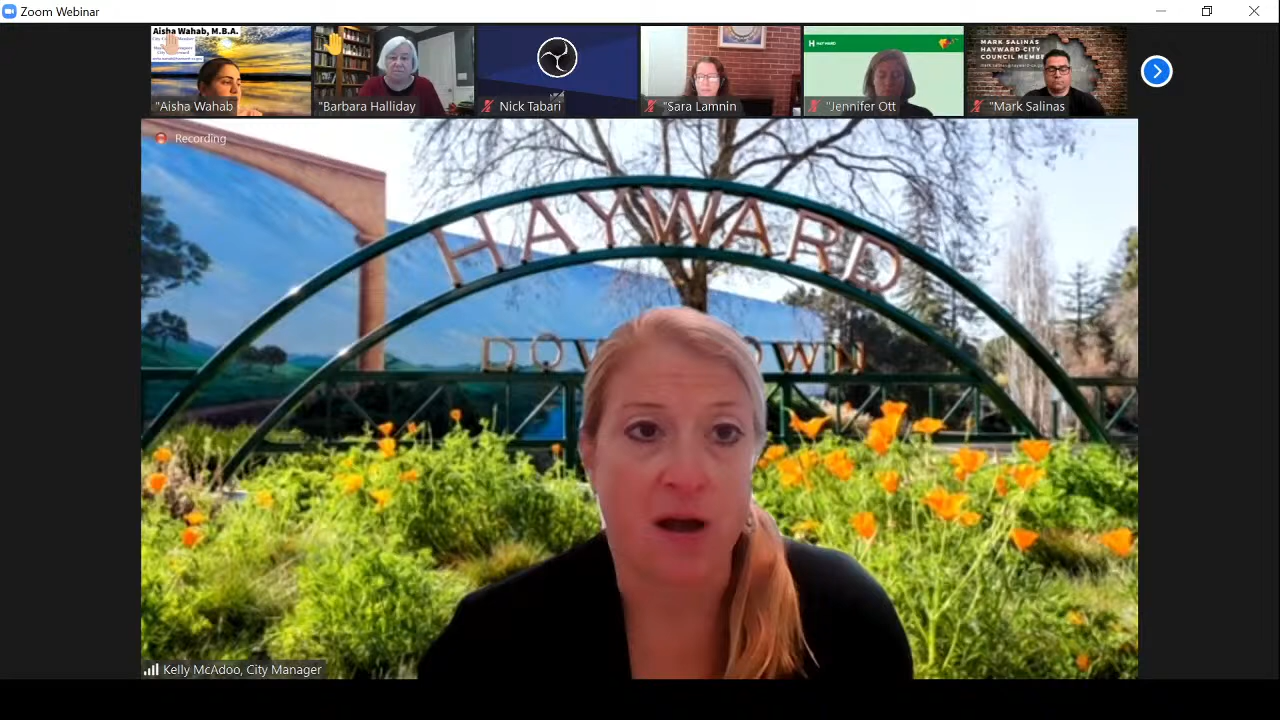 Zoom Webinar
Aisha Wahab, M.B.A.
"Aisha Wahab
"Barbara Halliday
Nick Tabari
"Sara Lamnin
HAYWARD
"Jennifer Ott
MARK SALINAS
HAYWARD CITY
COUNCIL MEMBER
"Mark Salinas
Recording
HAYWARD
Kelly McAdoo, City Manager